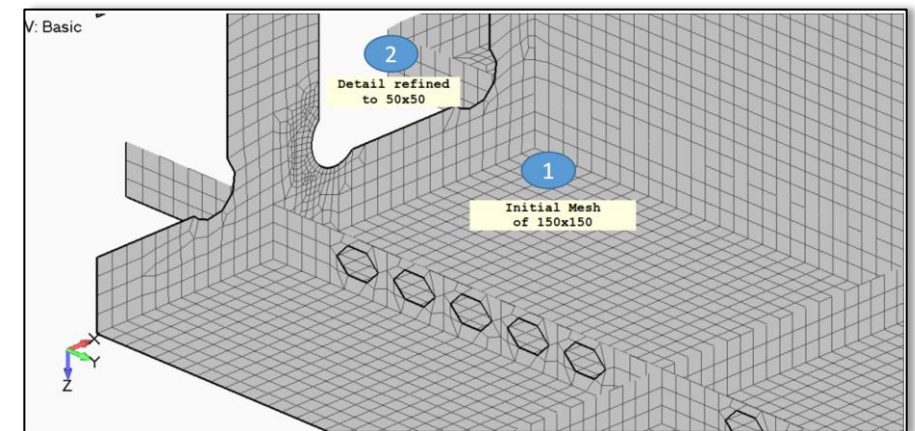 V: Basic
2
Detail refined
to 50x50
1
Initial Mesh
of 150x150
X
Y
Z